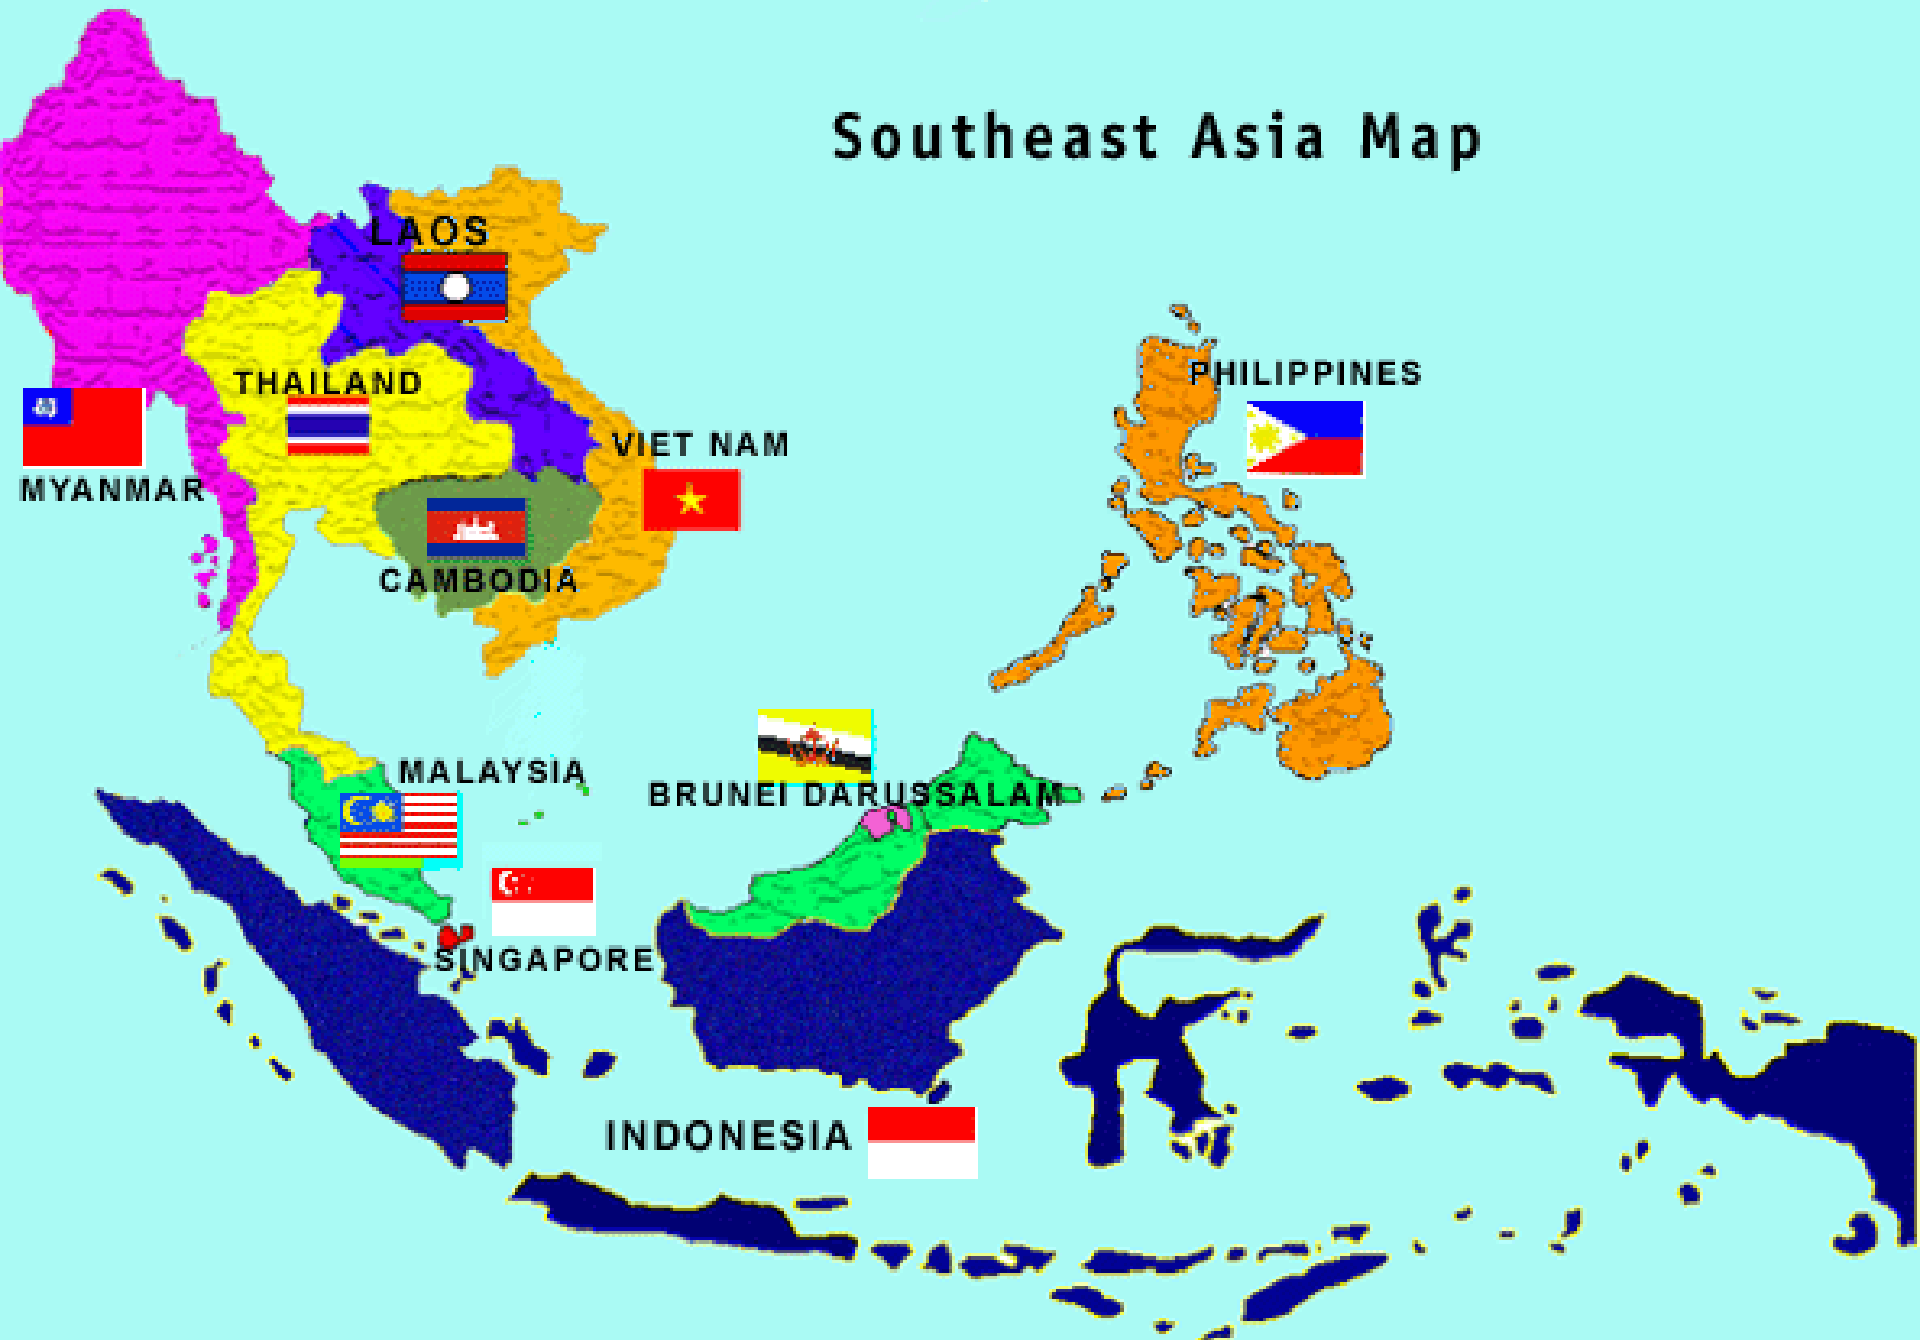 Southeast Asia Map
LAOS
THAILAND
PHILIPPINES
VIET NAM
MYANMAR
CAMBODIA
MALAYSIA
BRUNEI DARUSSALAM
SINGAPORE
INDONESIA